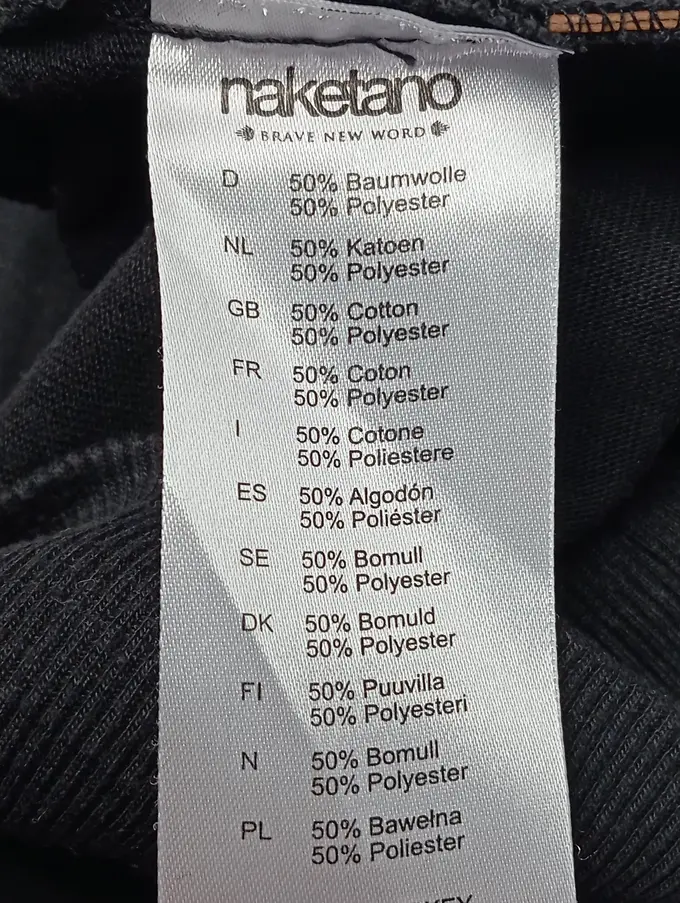 naketano
BRAVE NEW WORD
D 50% Baumwolle
50% Polyester
NL 50% Katoen
50% Polyester
GB 50% Cotton
50% Polyester
FR 50% Coton
50% Polyester
I 50% Cotone
50% Poliestere
ES 50% Algodón
50% Poliéster
SE 50% Bomull
50% Polyester
DK 50% Bomuld
50% Polyester
FI 50% Puuvilla
50% Polyesteri
N 50% Bomull
50% Polyester
PL 50% Bawełna
50% Poliester